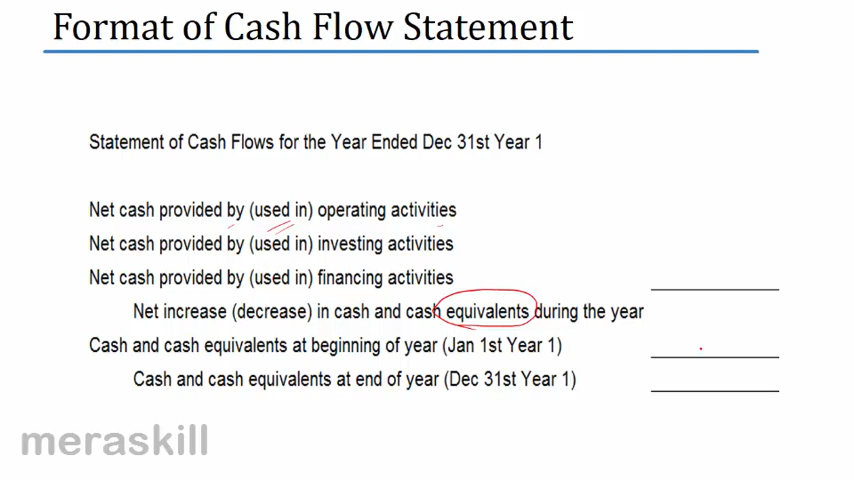 Format of Cash Flow Statement
Statement of Cash Flows for the Year Ended Dec 31st Year 1
Net cash provided by (used in) operating activities
Net cash provided by (used in) investing activities
Net cash provided by (used in) financing activities
Net increase (decrease) in cash and cash equivalents during the year
Cash and cash equivalents at beginning of year (Jan 1st Year 1)
Cash and cash equivalents at end of year (Dec 31st Year 1)
meraskill